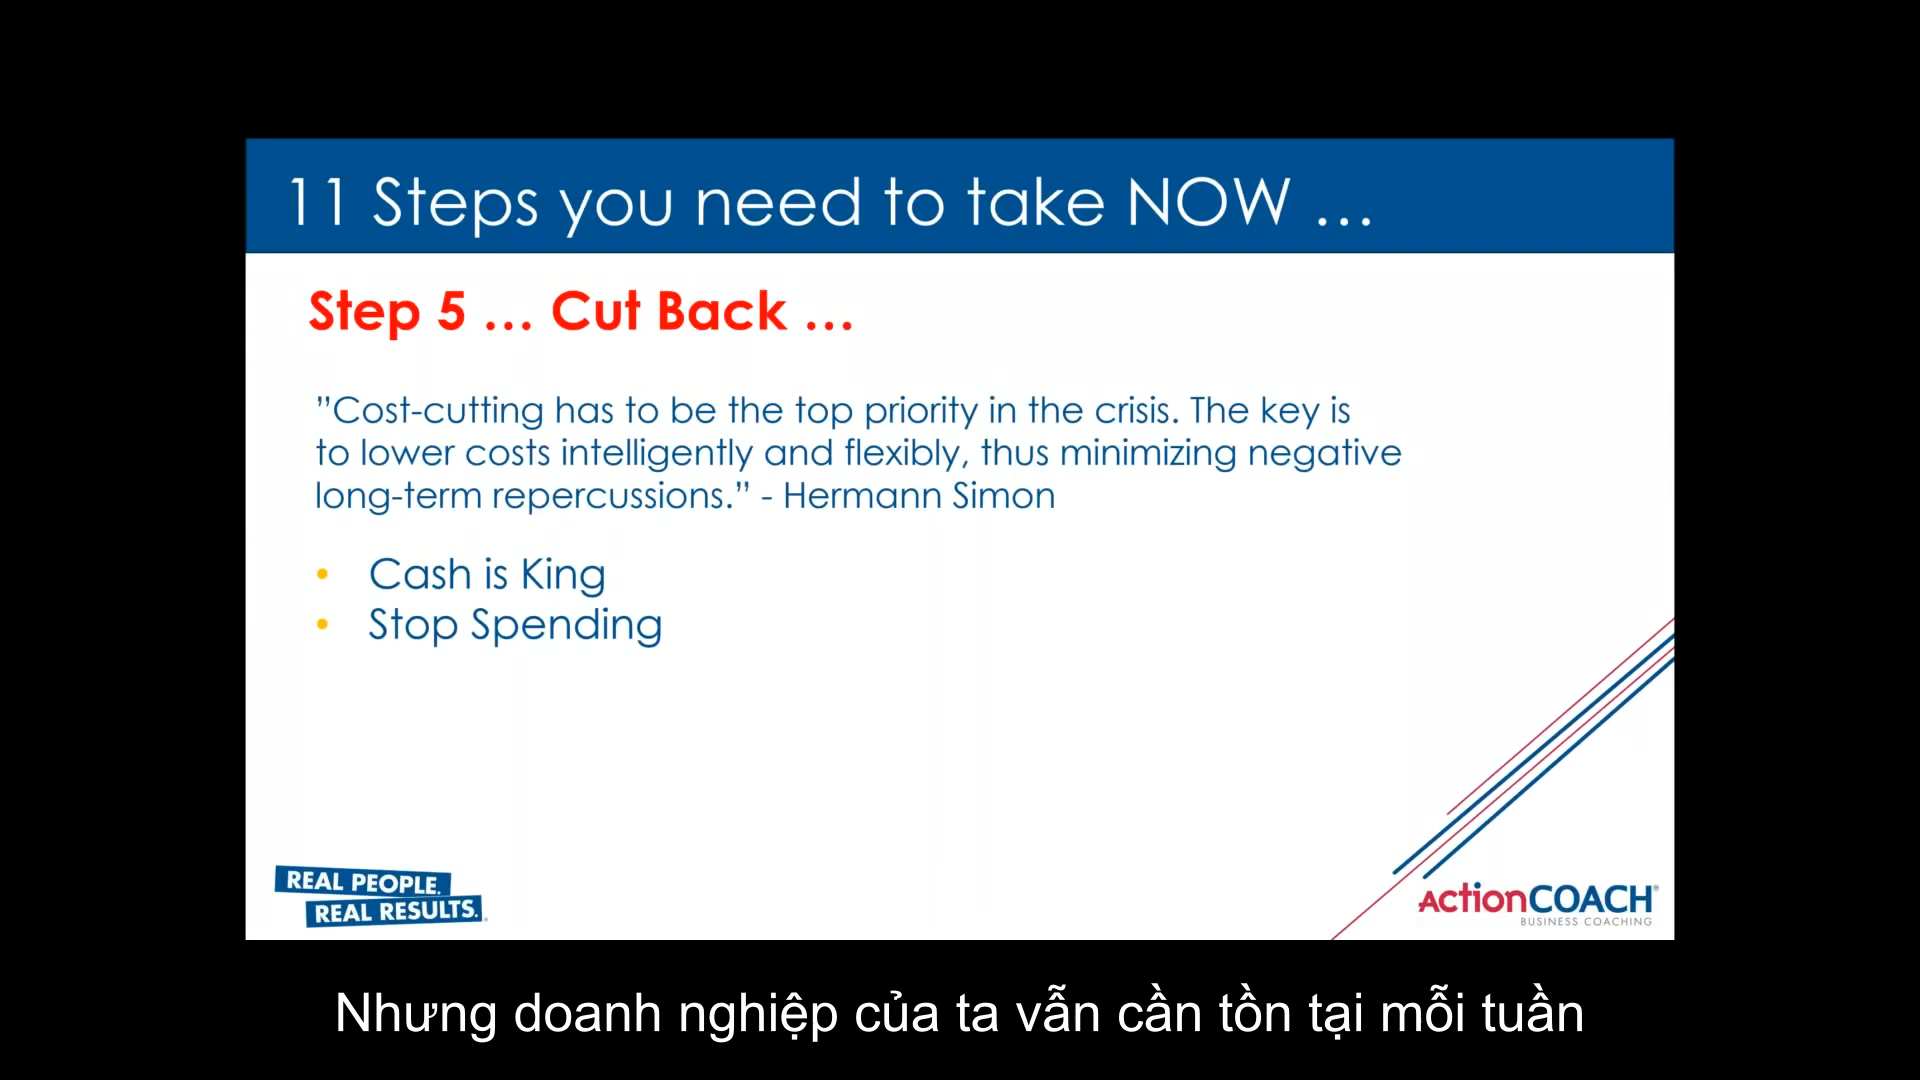 11 Steps you need to take NOW ...
Step 5 ... Cut Back ...
”Cost-cutting has to be the top priority in the crisis. The key is
to lower costs intelligently and flexibly, thus minimizing negative
long-term repercussions.” - Hermann Simon
• Cash is King
• Stop Spending
REAL PEOPLE.
REAL RESULTS.
ActionCOACH®
BUSINESS COACHING
Nhưng doanh nghiệp của ta vẫn cần tồn tại mỗi tuần